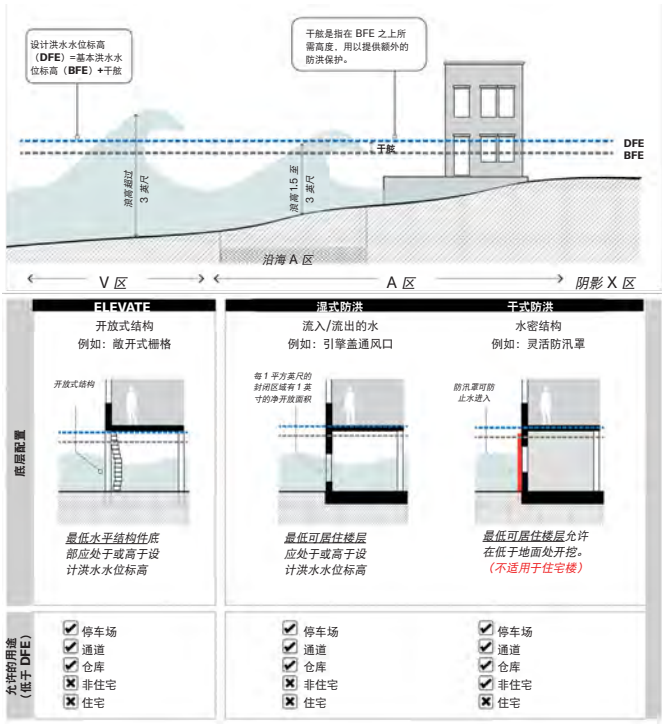 设计洪水水位标高
（DFE）=基本洪水水
位标高（BFE）+干舷
干舷是指在 BFE 之上所
需高度，用以提供额外的
防洪保护。
干舷
DFE
BFE
浪高超过
3 英尺
浪高 1.5 至
3 英尺
沿海 A 区
V 区
A 区
阴影 X 区
ELEVATE
开放式结构
例如：敞开式栅格
湿式防洪
流入/流出的水
例如：引擎盖通风口
干式防洪
水密结构
例如：灵活防汛罩
底层配置
开放式结构
每 1 平方英尺的
封闭区域有 1 英
寸的净开放面积
防汛罩可防
止水进入
最低水平结构件底
部应处于或高于设
计洪水水位标高
最低可居住楼层
应处于或高于设
计洪水水位标高
最低可居住楼层允许
在低于地面处开挖。
（不适用于住宅楼）
允许的用途
（低于 DFE）
停车场
通道
仓库
非住宅
住宅
停车场
通道
仓库
非住宅
住宅
停车场
通道
仓库
非住宅
住宅